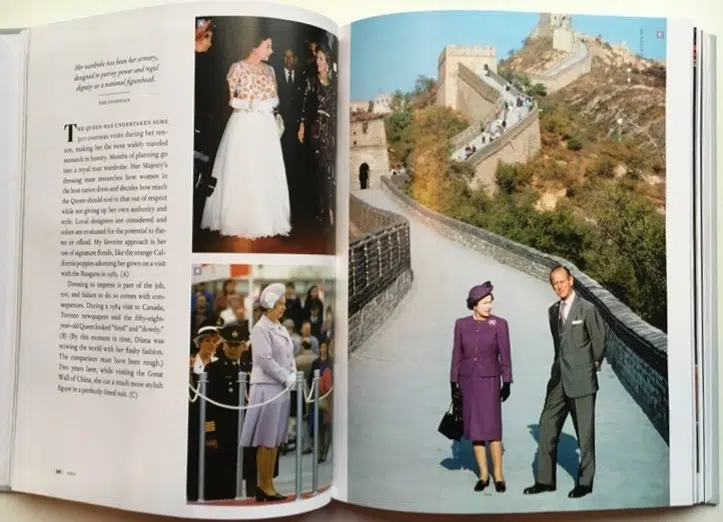 Her wardrobe has been her armory,
designed to purvey power and regal
dignity as a national figurehead.
THE GUARDIAN
THE QUEEN HAS UNDERTAKEN SOME
300 overseas visits during her ten-
ure, making her the most widely traveled
monarch in history. Months of planning go
into a royal tour wardrobe. Her Majesty's
dressing team researches how women in
the host nation dress and decides how much
the Queen should nod to that out of respect
while not giving up her own authority and
style. Local designers are considered and
colors are evaluated for the potential to flat-
ter or offend. My favorite approach is her
use of signature florals, like the orange Cal-
ifornia poppies adorning her gown on a visit
with the Reagans in 1983. (A)
Dressing to impress is part of the job,
too, and failure to do so comes with con-
sequences. During a 1984 visit to Canada,
Toronto newspapers said the fifty-eight-
year-old Queen looked "tired" and "dowdy."
(B) (By this moment in time, Diana was
wowing the world with her flashy fashion.
The comparison must have been rough.)
Two years later, while visiting the Great
Wall of China, she cut a much more stylish
figure in a perfectly fitted suit. (C)
A
B
C